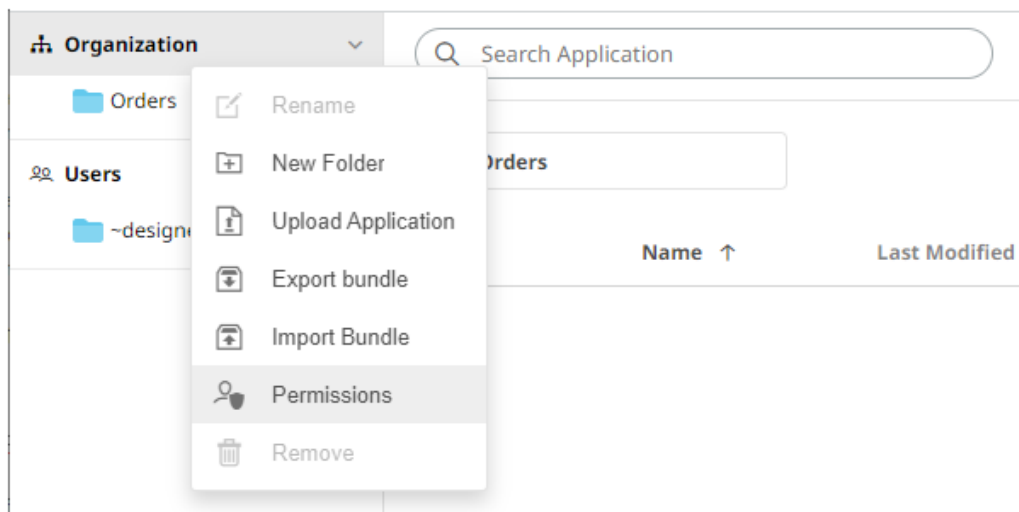 Organization
Search Application
Orders
Rename
New Folder
Users
Upload Application
Export bundle
Import Bundle
Permissions
Remove
Orders
Name ↑
Last Modified